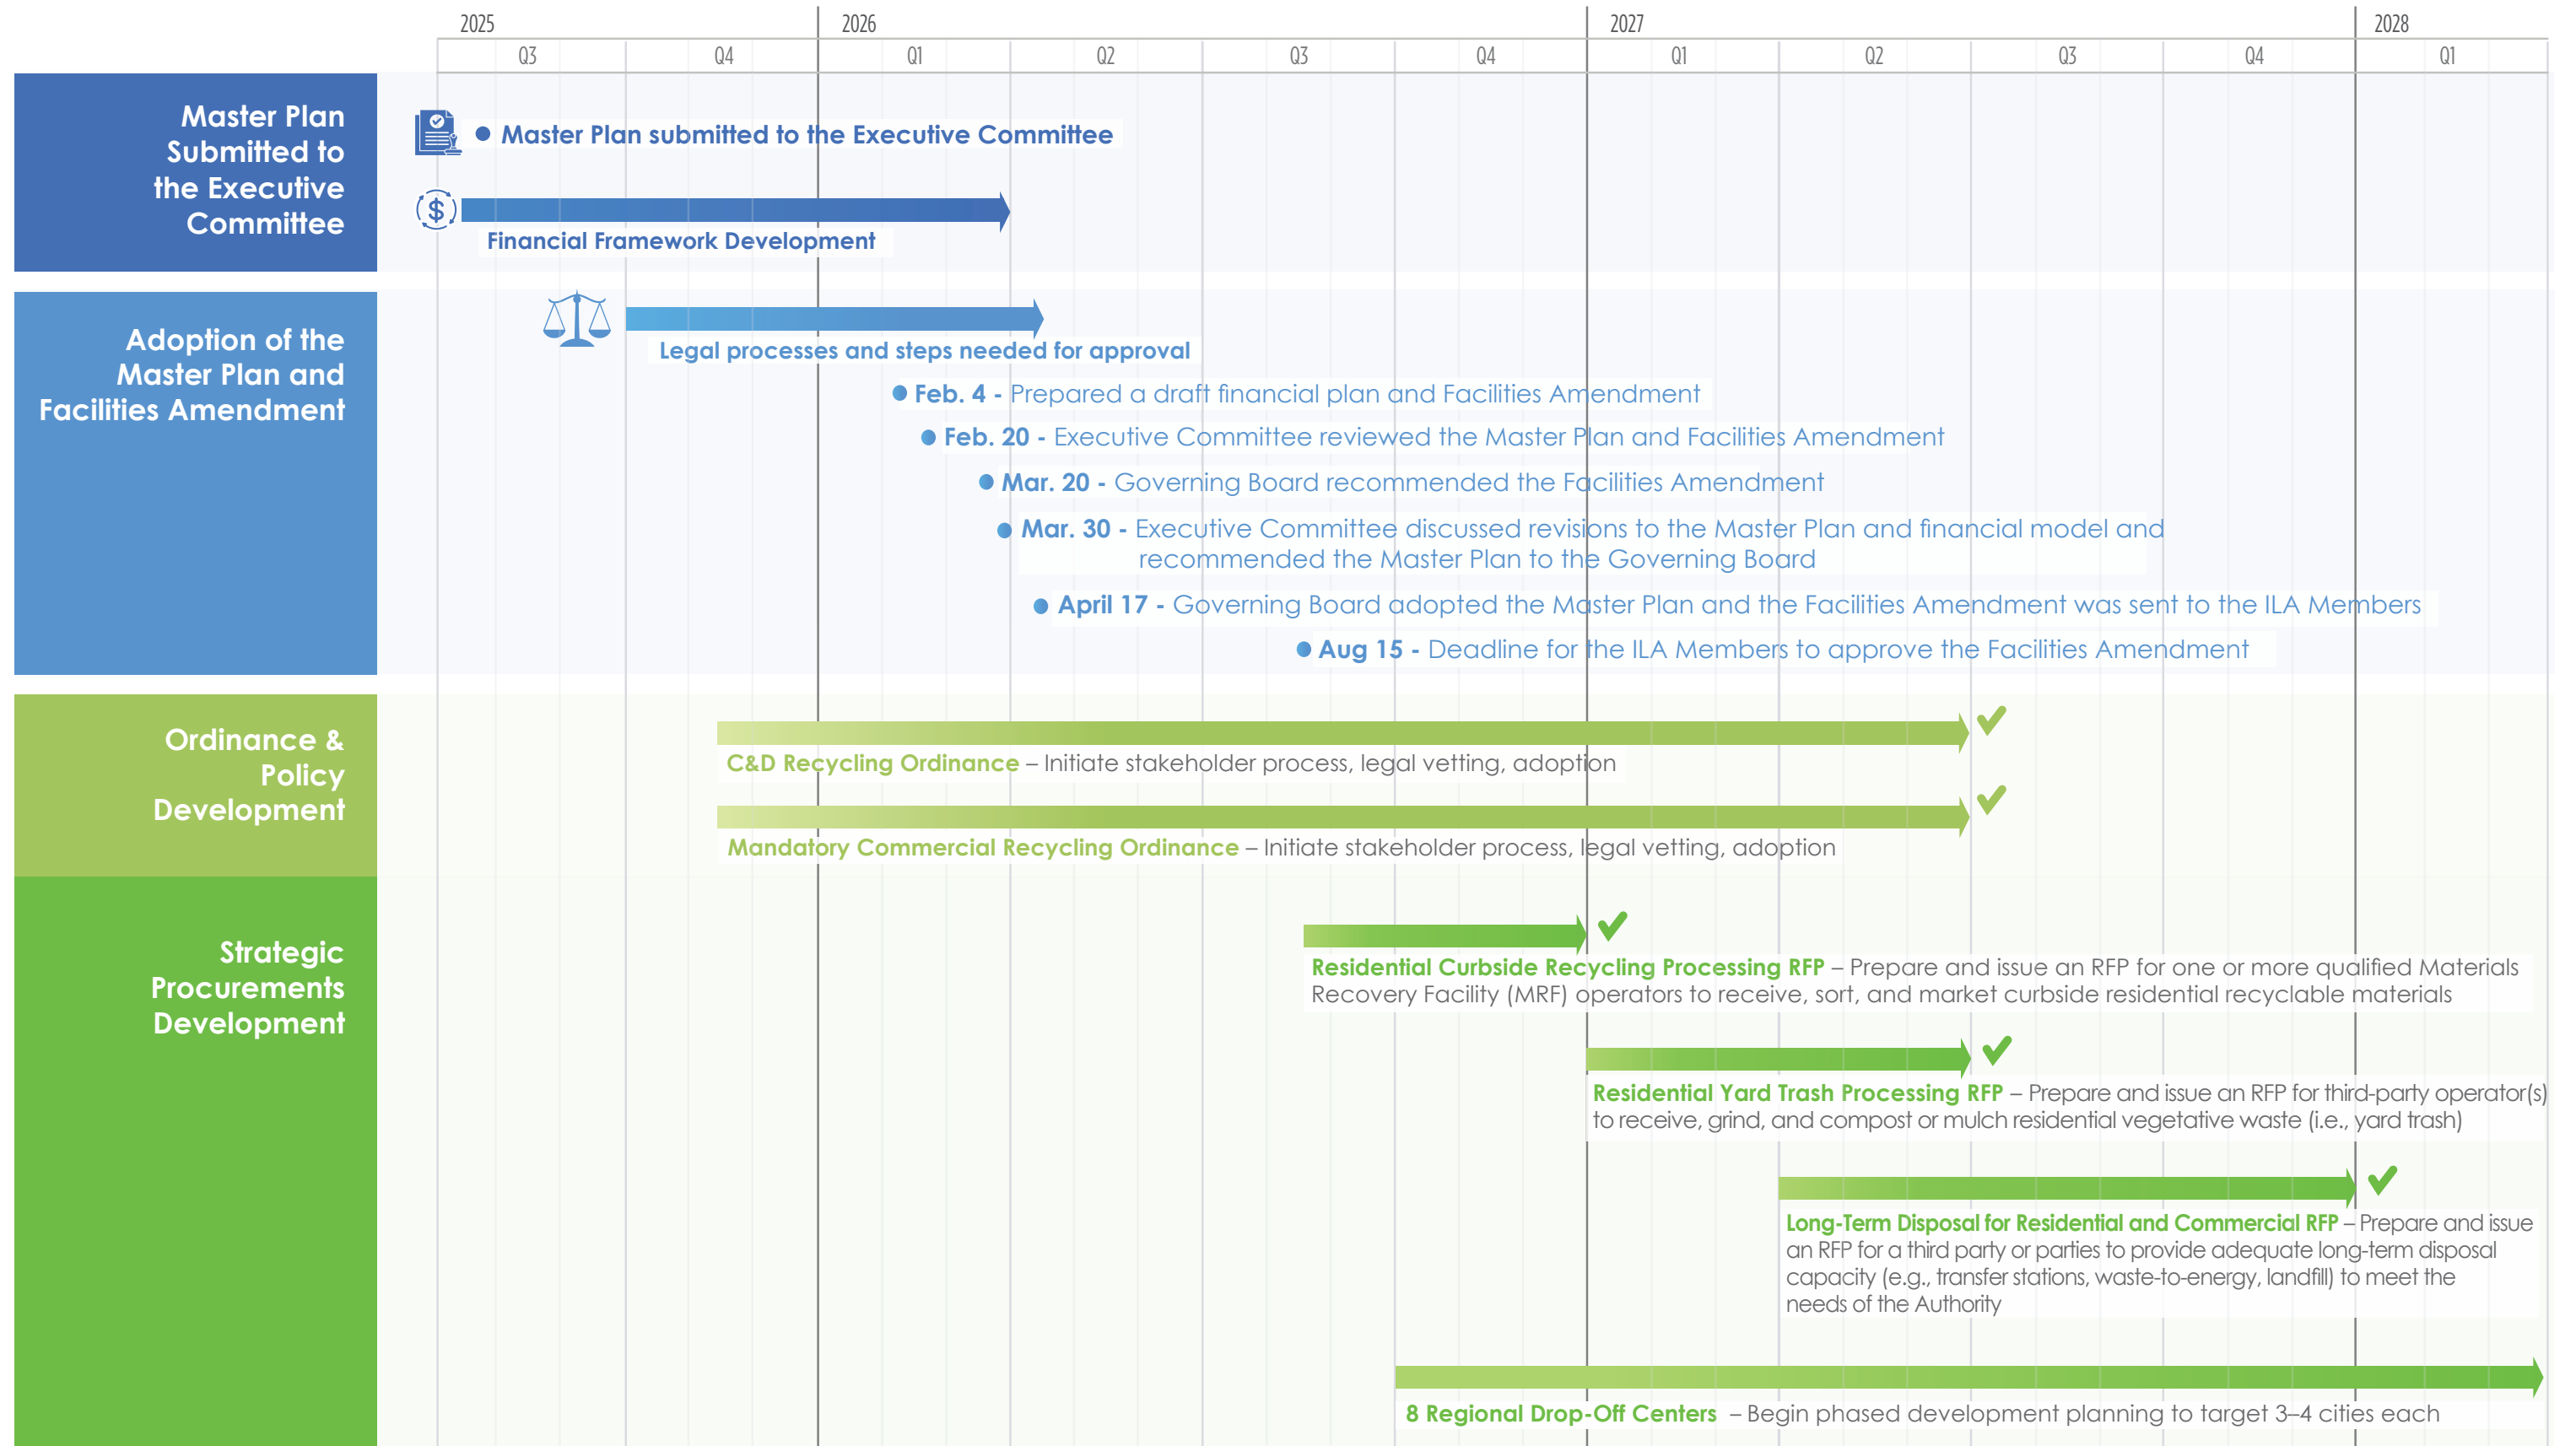 2025 2026 2027 2028
Q3 Q4 Q1 Q2 Q3 Q4 Q1 Q2 Q3 Q4 Q1
Master Plan
Submitted to
the Executive
Committee
Master Plan submitted to the Executive Committee
$
Financial Framework Development
Adoption of the
Master Plan and
Facilities Amendment
Legal processes and steps needed for approval
Feb. 4 - Prepared a draft financial plan and Facilities Amendment
Feb. 20 - Executive Committee reviewed the Master Plan and Facilities Amendment
Mar. 20 - Governing Board recommended the Facilities Amendment
Mar. 30 - Executive Committee discussed revisions to the Master Plan and financial model and
recommended the Master Plan to the Governing Board
April 17 - Governing Board adopted the Master Plan and the Facilities Amendment was sent to the ILA Members
Aug 15 - Deadline for the ILA Members to approve the Facilities Amendment
Ordinance &
Policy
Development
C&D Recycling Ordinance – Initiate stakeholder process, legal vetting, adoption
Mandatory Commercial Recycling Ordinance – Initiate stakeholder process, legal vetting, adoption
Strategic
Procurements
Development
Residential Curbside Recycling Processing RFP – Prepare and issue an RFP for one or more qualified Materials
Recovery Facility (MRF) operators to receive, sort, and market curbside residential recyclable materials
Residential Yard Trash Processing RFP – Prepare and issue an RFP for third-party operator(s)
to receive, grind, and compost or mulch residential vegetative waste (i.e., yard trash)
Long-Term Disposal for Residential and Commercial RFP – Prepare and issue
an RFP for a third party or parties to provide adequate long-term disposal
capacity (e.g., transfer stations, waste-to-energy, landfill) to meet the
needs of the Authority
8 Regional Drop-Off Centers – Begin phased development planning to target 3–4 cities each